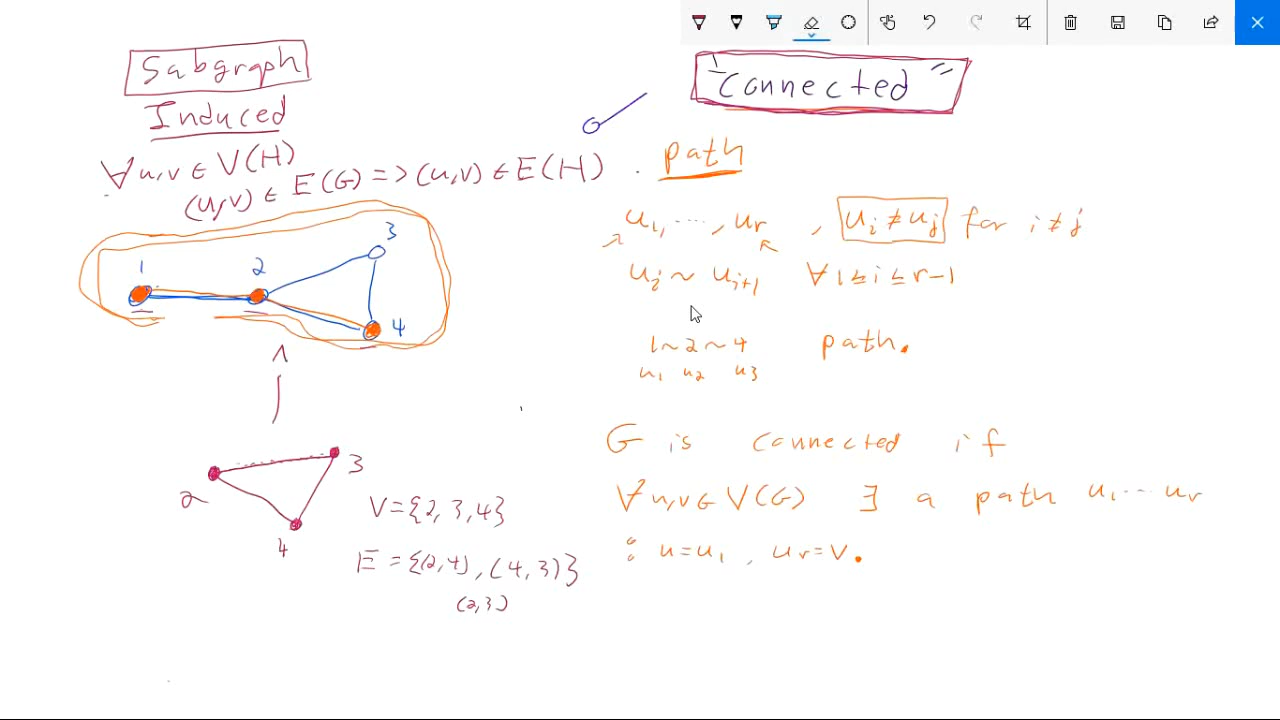 Subgraph
Induced
∀u,v ∈ V(H)
(u,v) ∈ E(G) => (u,v) ∈ E(H)
1 2 3 4
2 3 4
V={2,3,4}
E={(2,4),(4,3)}
(2,3)
"Connected"
. path
u₁, ..., uᵣ , uᵢ ≠ uⱼ for i ≠ j
uⱼ ~ uᵢ₊₁ ∀ 1 ≤ i ≤ r-1
1 ~ 2 ~ 4 path.
u₁ u₂ u₃
G is connected if
∀u,v ∈ V(G) ∃ a path u₁ ... uᵣ
: u=u₁, uᵣ=v.